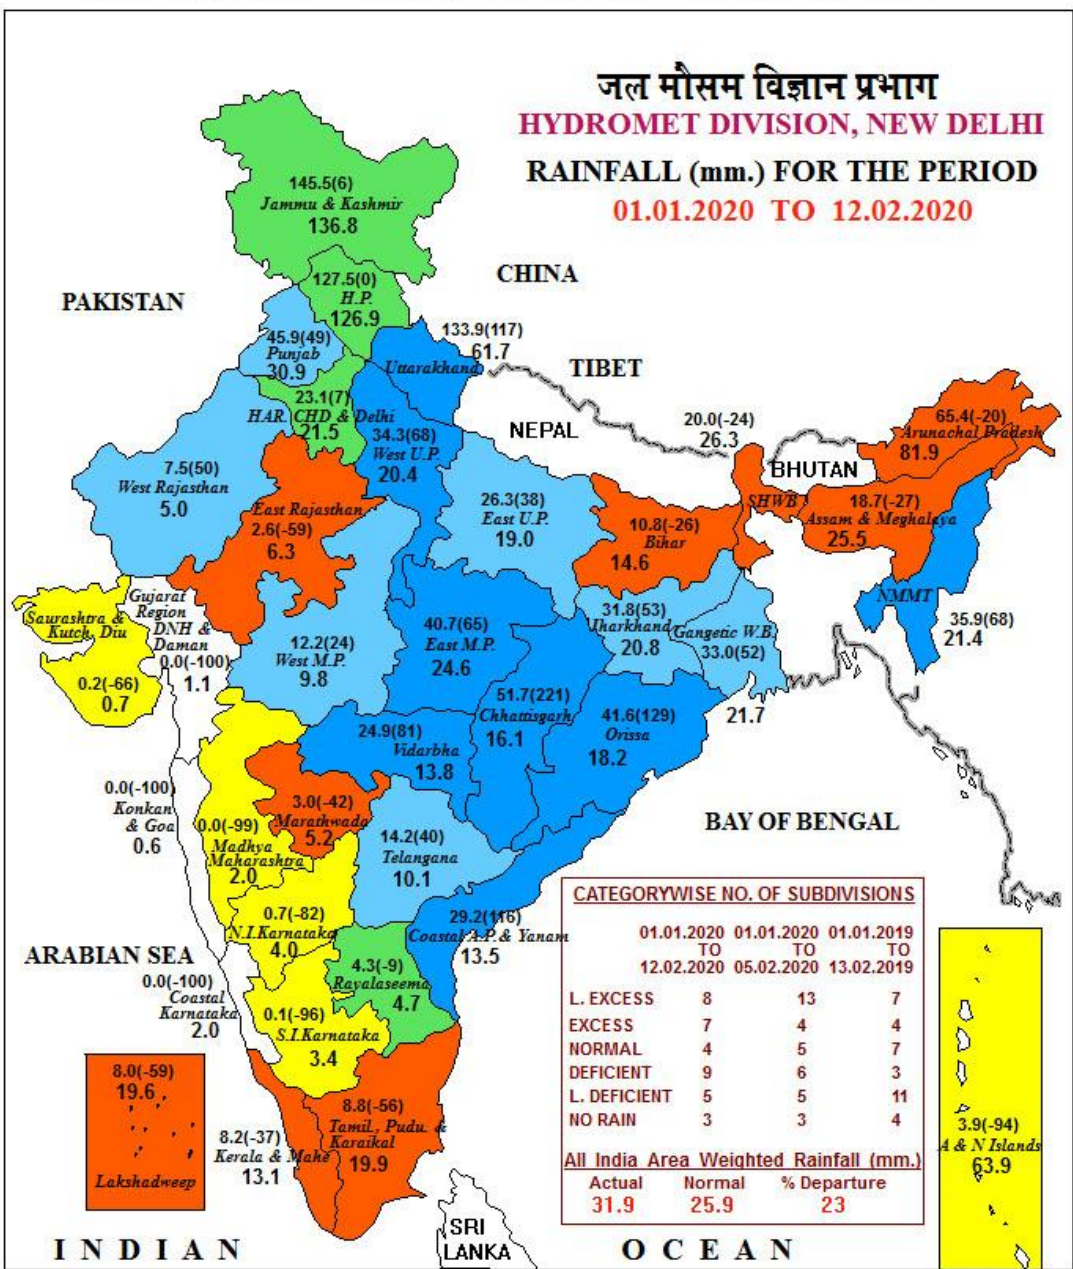 जल मौसम विज्ञान प्रभाग
HYDROMET DIVISION, NEW DELHI
RAINFALL (mm.) FOR THE PERIOD
01.01.2020 TO 12.02.2020
145.5(6)
Jammu & Kashmir
136.8
CHINA
127.5(0)
H.P.
126.9
PAKISTAN
45.9(49)
Punjab
30.9
133.9(117)
61.7
Uttarakhand
TIBET
23.1(7)
HAR. CHD & Delhi
21.5
NEPAL
34.3(68)
West U.P.
20.4
20.0(-24)
26.3
SHWB
BHUTAN
65.4(-20)
Arunachal Pradesh
81.9
7.5(50)
West Rajasthan
5.0
East Rajasthan
2.6(-59)
6.3
26.3(38)
East U.P.
19.0
10.8(-26)
Bihar
14.6
18.7(-27)
Assam & Meghalaya
25.5
NMMT
35.9(68)
21.4
Saurashtra &
Kutch, Diu
0.2(-66)
0.7
Gujarat
Region
DNH &
Daman
0.0(-100)
1.1
12.2(24)
West M.P.
9.8
40.7(65)
East M.P.
24.6
31.8(53)
Jharkhand
20.8
Gangetic W.B.
33.0(52)
21.7
51.7(221)
Chhattisgarh
16.1
41.6(129)
Orissa
18.2
24.9(81)
Vidarbha
13.8
0.0(-100)
Konkan
& Goa
0.6
0.0(-99)
Madhya
Maharashtra
2.0
3.0(-42)
Marathwada
5.2
14.2(40)
Telangana
10.1
BAY OF BENGAL
0.7(-82)
N.I.Karnataka
4.0
29.2(116)
Coastal A.P.& Yanam
13.5
ARABIAN SEA
0.0(-100)
Coastal
Karnataka
2.0
4.3(-9)
Rayalaseema
4.7
0.1(-96)
S.I.Karnataka
3.4
8.0(-59)
19.6
Lakshadweep
8.2(-37)
Kerala & Mahe
13.1
8.8(-56)
Tamil., Pudu. &
Karaikal
19.9
CATEGORYWISE NO. OF SUBDIVISIONS
01.01.2020 01.01.2020 01.01.2019
TO TO TO
12.02.2020 05.02.2020 13.02.2019
L. EXCESS 8 13 7
EXCESS 7 4 4
NORMAL 4 5 7
DEFICIENT 9 6 3
L. DEFICIENT 5 5 11
NO RAIN 3 3 4
All India Area Weighted Rainfall (mm.)
Actual Normal % Departure
31.9 25.9 23
3.9(-94)
A & N Islands
63.9
SRI
LANKA
INDIAN OCEAN